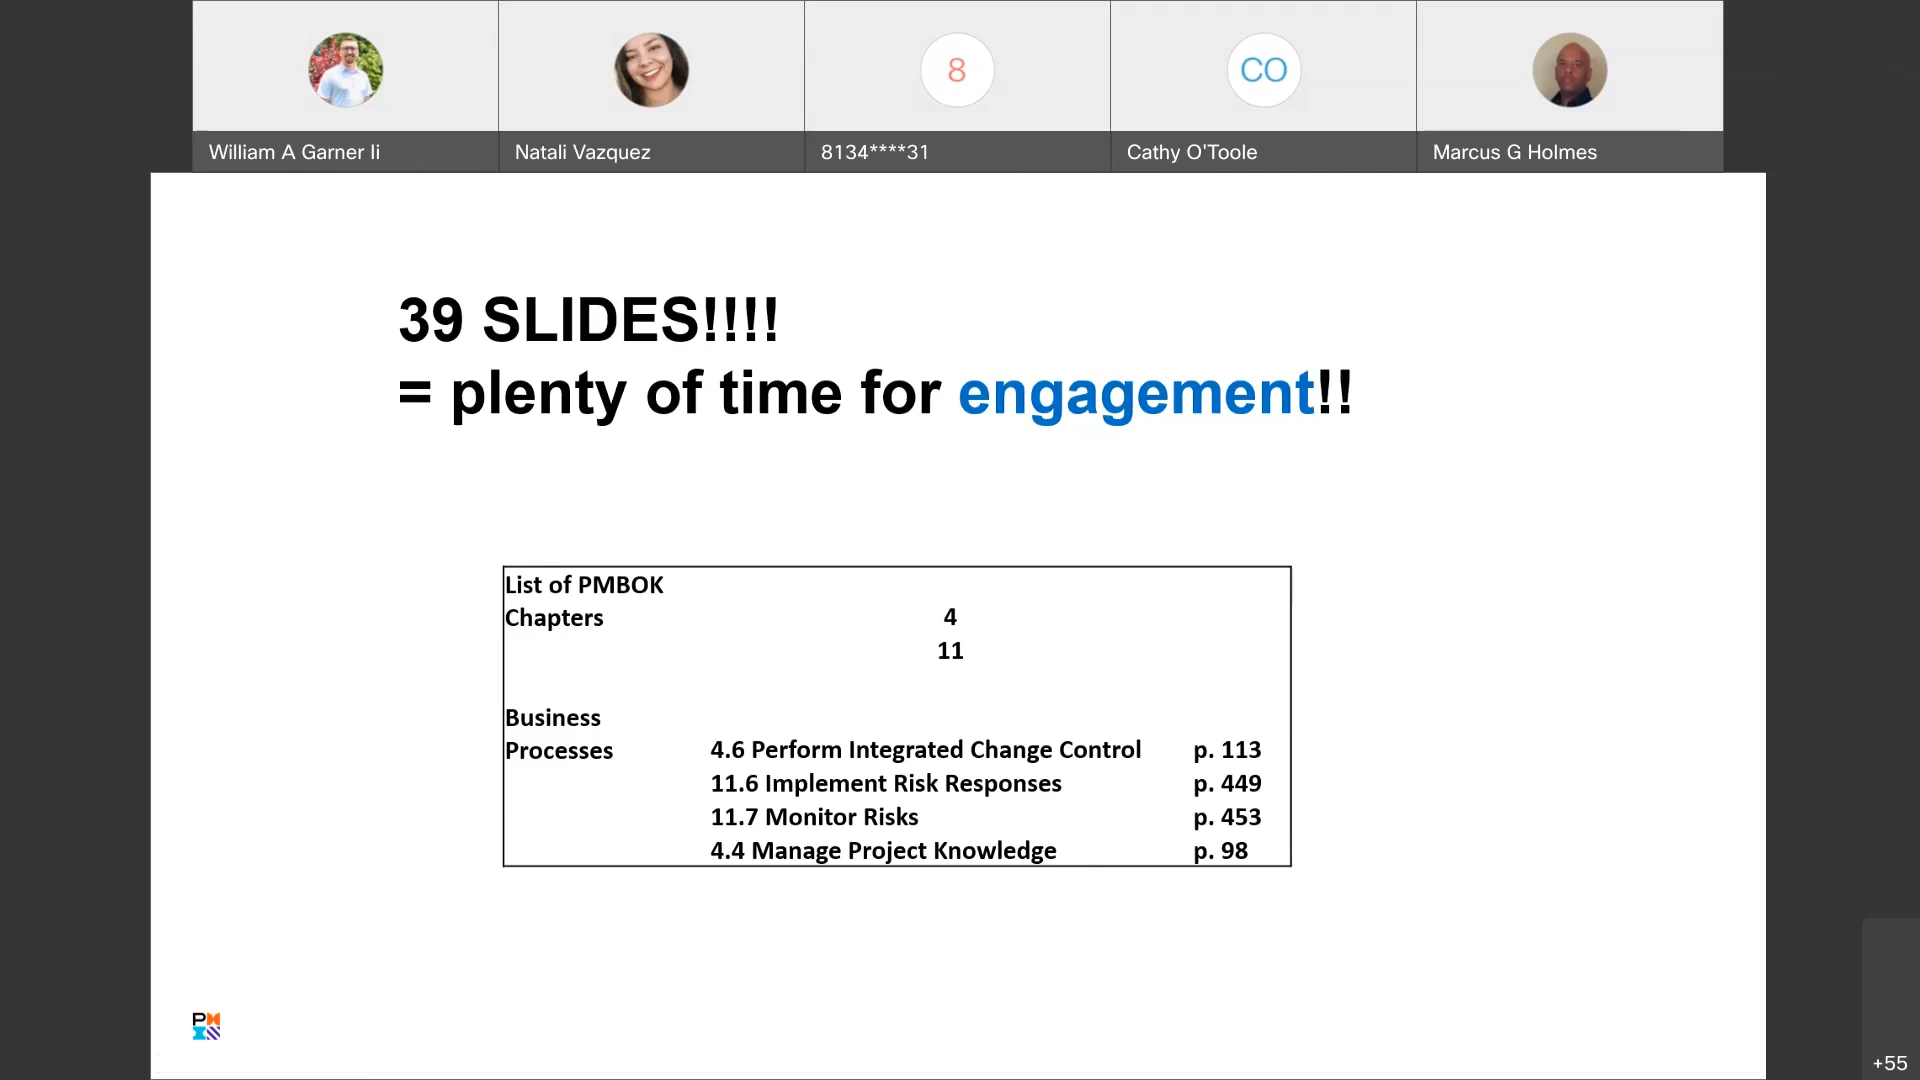 8
CO
William A Garner Ii
Natali Vazquez
8134****31
Cathy O'Toole
Marcus G Holmes
39 SLIDES!!!!
= plenty of time for engagement!!
List of PMBOK
Chapters 4
11
Business
Processes 4.6 Perform Integrated Change Control p. 113
11.6 Implement Risk Responses p. 449
11.7 Monitor Risks p. 453
4.4 Manage Project Knowledge p. 98
+55